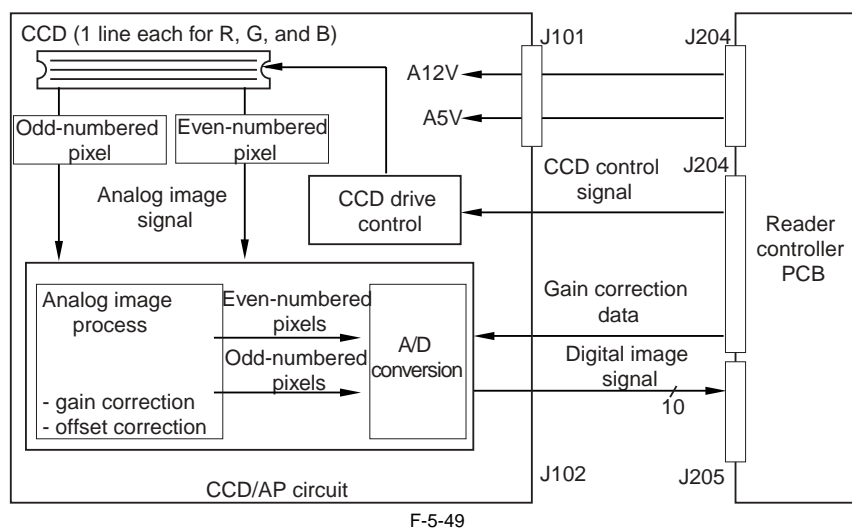 CCD (1 line each for R, G, and B)
J101
J204
A12V
A5V
Odd-numbered
pixel
Even-numbered
pixel
Analog image
signal
CCD drive
control
CCD control
signal
J204
Reader
controller
PCB
Analog image
process
Even-numbered
pixels
Odd-numbered
pixels
A/D
conversion
Gain correction
data
Digital image
signal
10
- gain correction
- offset correction
CCD/AP circuit
J102
J205
F-5-49